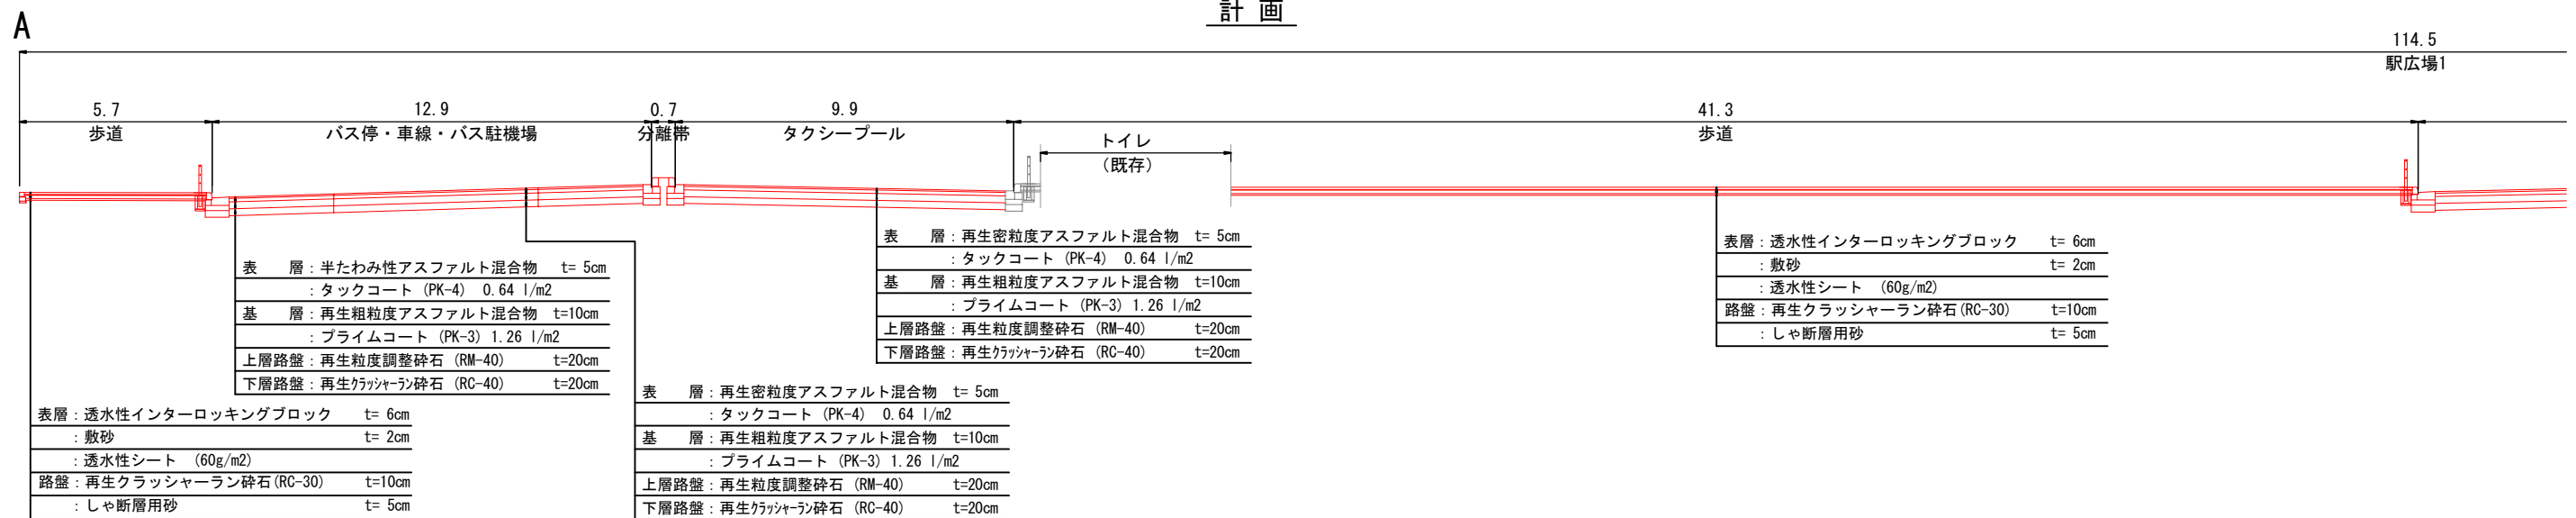 計 画
A
114.5
駅広場1
5.7
歩道
12.9
バス停・車線・バス駐機場
0.7
分離帯
9.9
タクシープール
41.3
歩道
トイレ
(既存)
表　　層：半たわみ性アスファルト混合物　t= 5cm
：タックコート (PK-4)　0.64 l/m2
基　　層：再生粗粒度アスファルト混合物　t=10cm
：プライムコート (PK-3) 1.26 l/m2
上層路盤：再生粒度調整砕石 (RM-40)　t=20cm
下層路盤：再生ｸﾗｯｼｬｰﾗﾝ砕石 (RC-40)　t=20cm
表層：透水性インターロッキングブロック　t= 6cm
：敷砂　t= 2cm
：透水性シート　(60g/m2)
路盤：再生クラッシャーラン砕石(RC-30)　t=10cm
：しゃ断層用砂　t= 5cm
表　　層：再生密粒度アスファルト混合物　t= 5cm
：タックコート (PK-4)　0.64 l/m2
基　　層：再生粗粒度アスファルト混合物　t=10cm
：プライムコート (PK-3) 1.26 l/m2
上層路盤：再生粒度調整砕石 (RM-40)　t=20cm
下層路盤：再生ｸﾗｯｼｬｰﾗﾝ砕石 (RC-40)　t=20cm
表　　層：再生密粒度アスファルト混合物　t= 5cm
：タックコート (PK-4)　0.64 l/m2
基　　層：再生粗粒度アスファルト混合物　t=10cm
：プライムコート (PK-3) 1.26 l/m2
上層路盤：再生粒度調整砕石 (RM-40)　t=20cm
下層路盤：再生ｸﾗｯｼｬｰﾗﾝ砕石 (RC-40)　t=20cm
表層：透水性インターロッキングブロック　t= 6cm
：敷砂　t= 2cm
：透水性シート　(60g/m2)
路盤：再生クラッシャーラン砕石(RC-30)　t=10cm
：しゃ断層用砂　t= 5cm